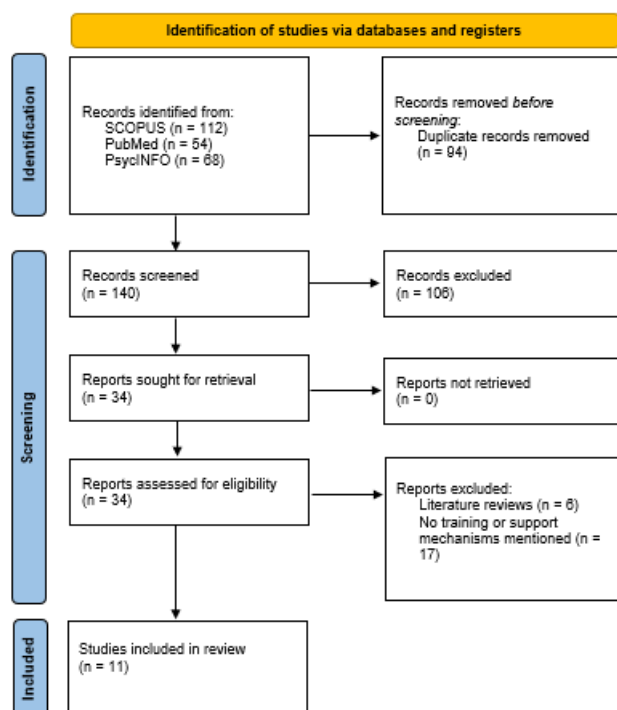 Identification of studies via databases and registers
Identification
Records identified from:
SCOPUS (n = 112)
PubMed (n = 54)
PsycINFO (n = 68)
Records removed before
screening:
Duplicate records removed
(n = 94)
Screening
Records screened
(n = 140)
Records excluded
(n = 106)
Reports sought for retrieval
(n = 34)
Reports not retrieved
(n = 0)
Reports assessed for eligibility
(n = 34)
Reports excluded:
Literature reviews (n = 6)
No training or support
mechanisms mentioned (n =
17)
Included
Studies included in review
(n = 11)